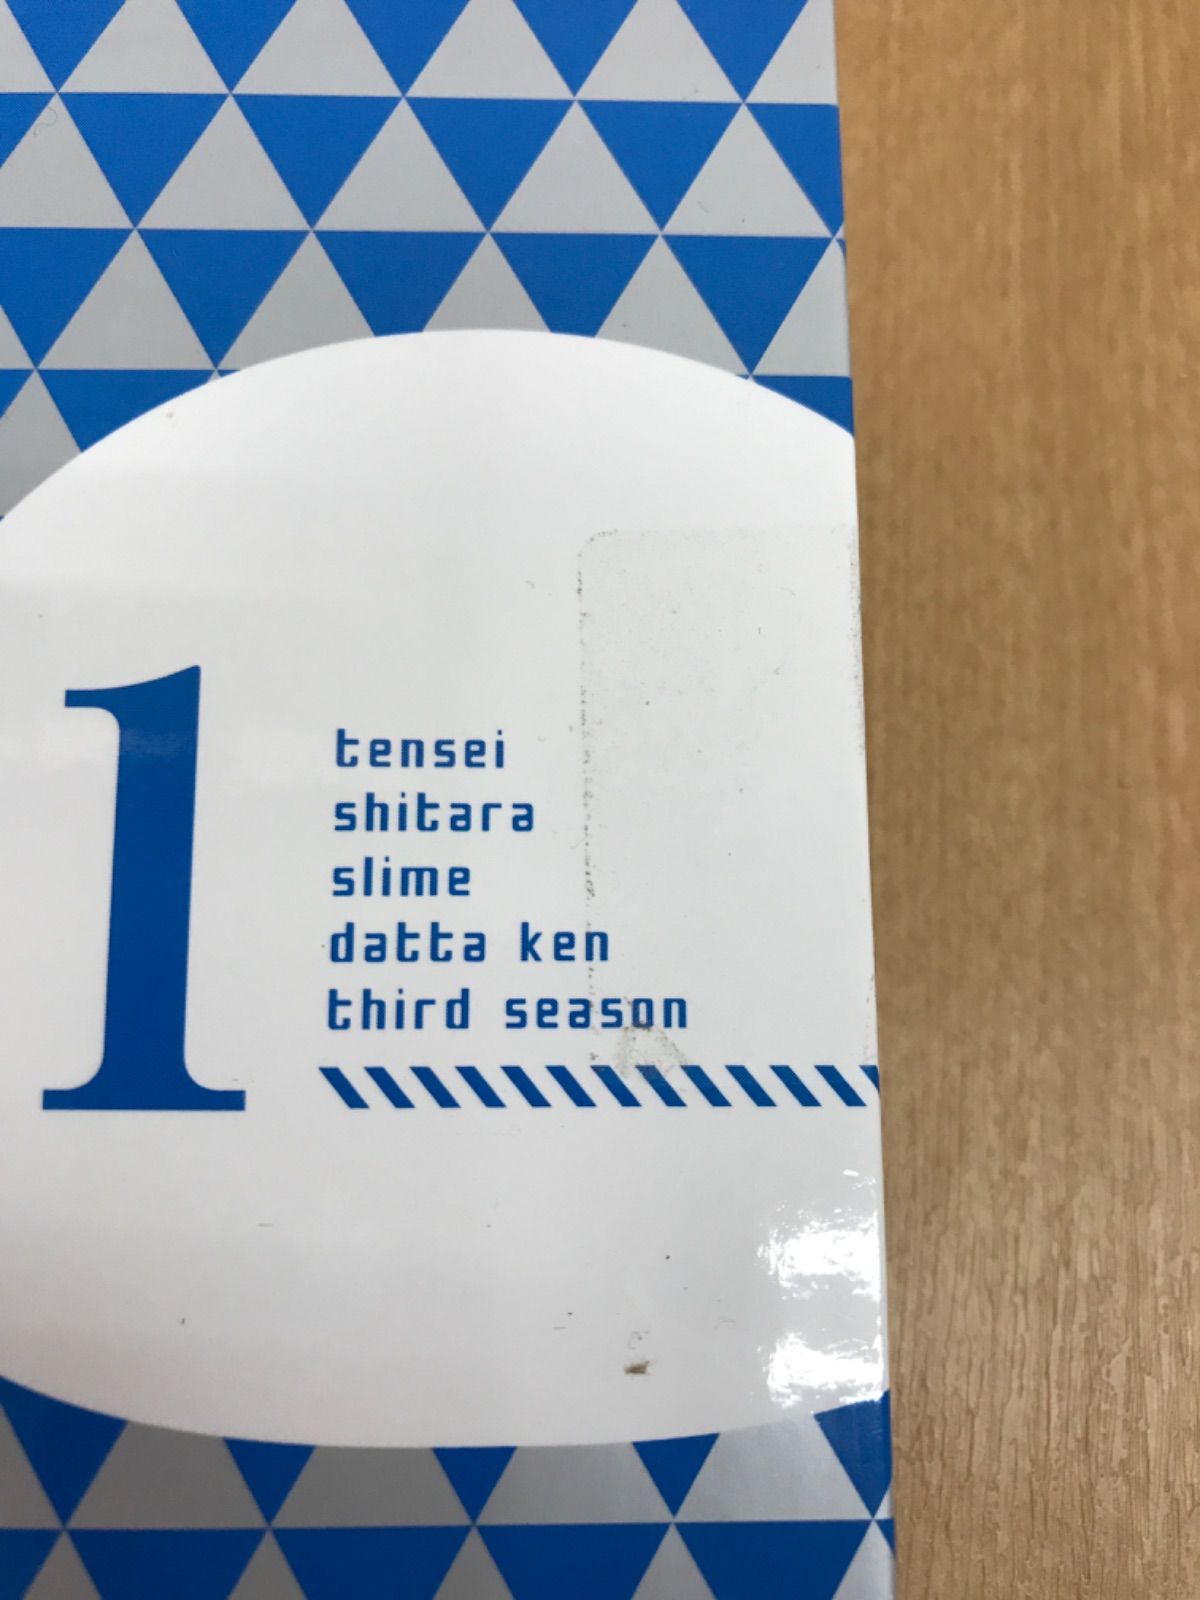 1
tensei
shitara
slime
datta ken
third season